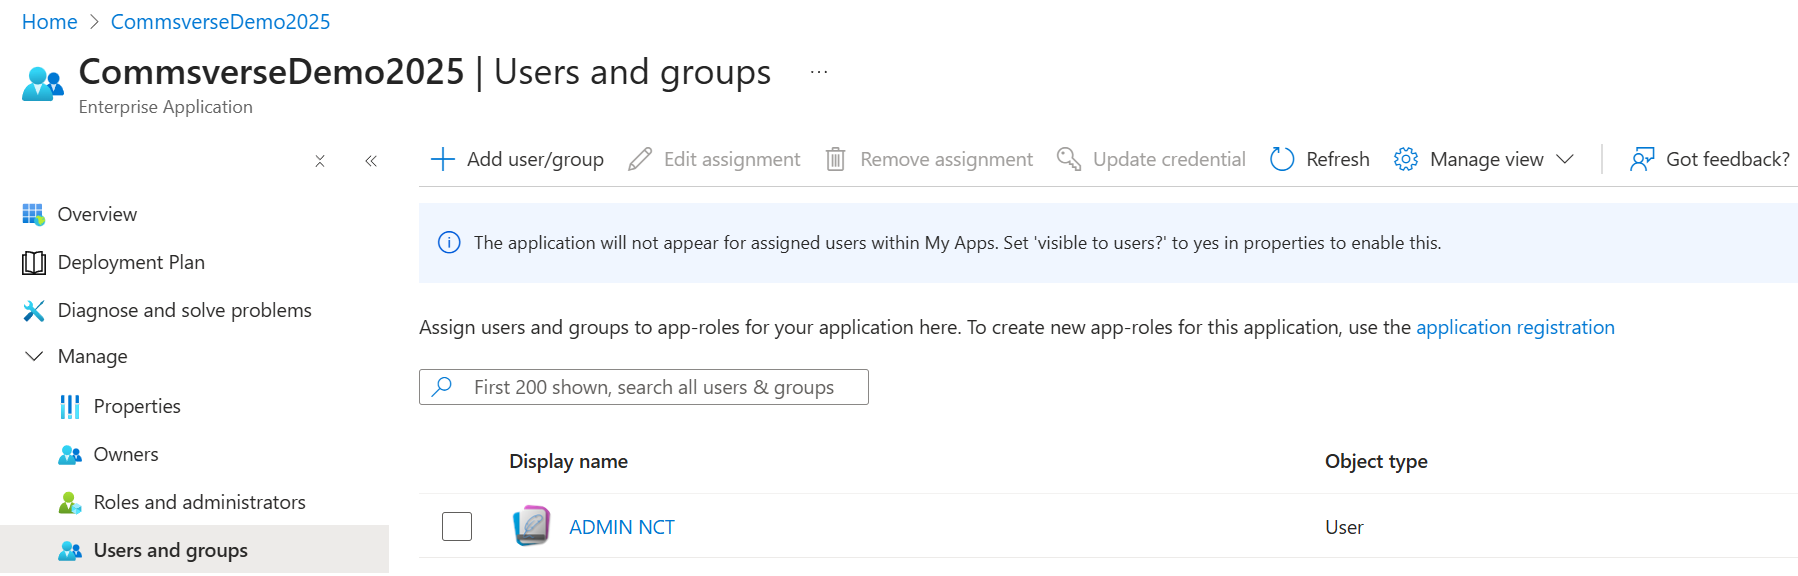 Home > CommsverseDemo2025
CommsverseDemo2025 | Users and groups ...
Enterprise Application
Add user/group Edit assignment Remove assignment Update credential Refresh Manage view Got feedback?
Overview
Deployment Plan
Diagnose and solve problems
Manage
Properties
Owners
Roles and administrators
Users and groups
The application will not appear for assigned users within My Apps. Set 'visible to users?' to yes in properties to enable this.
Assign users and groups to app-roles for your application here. To create new app-roles for this application, use the application registration
First 200 shown, search all users & groups
Display name Object type
ADMIN NCT User